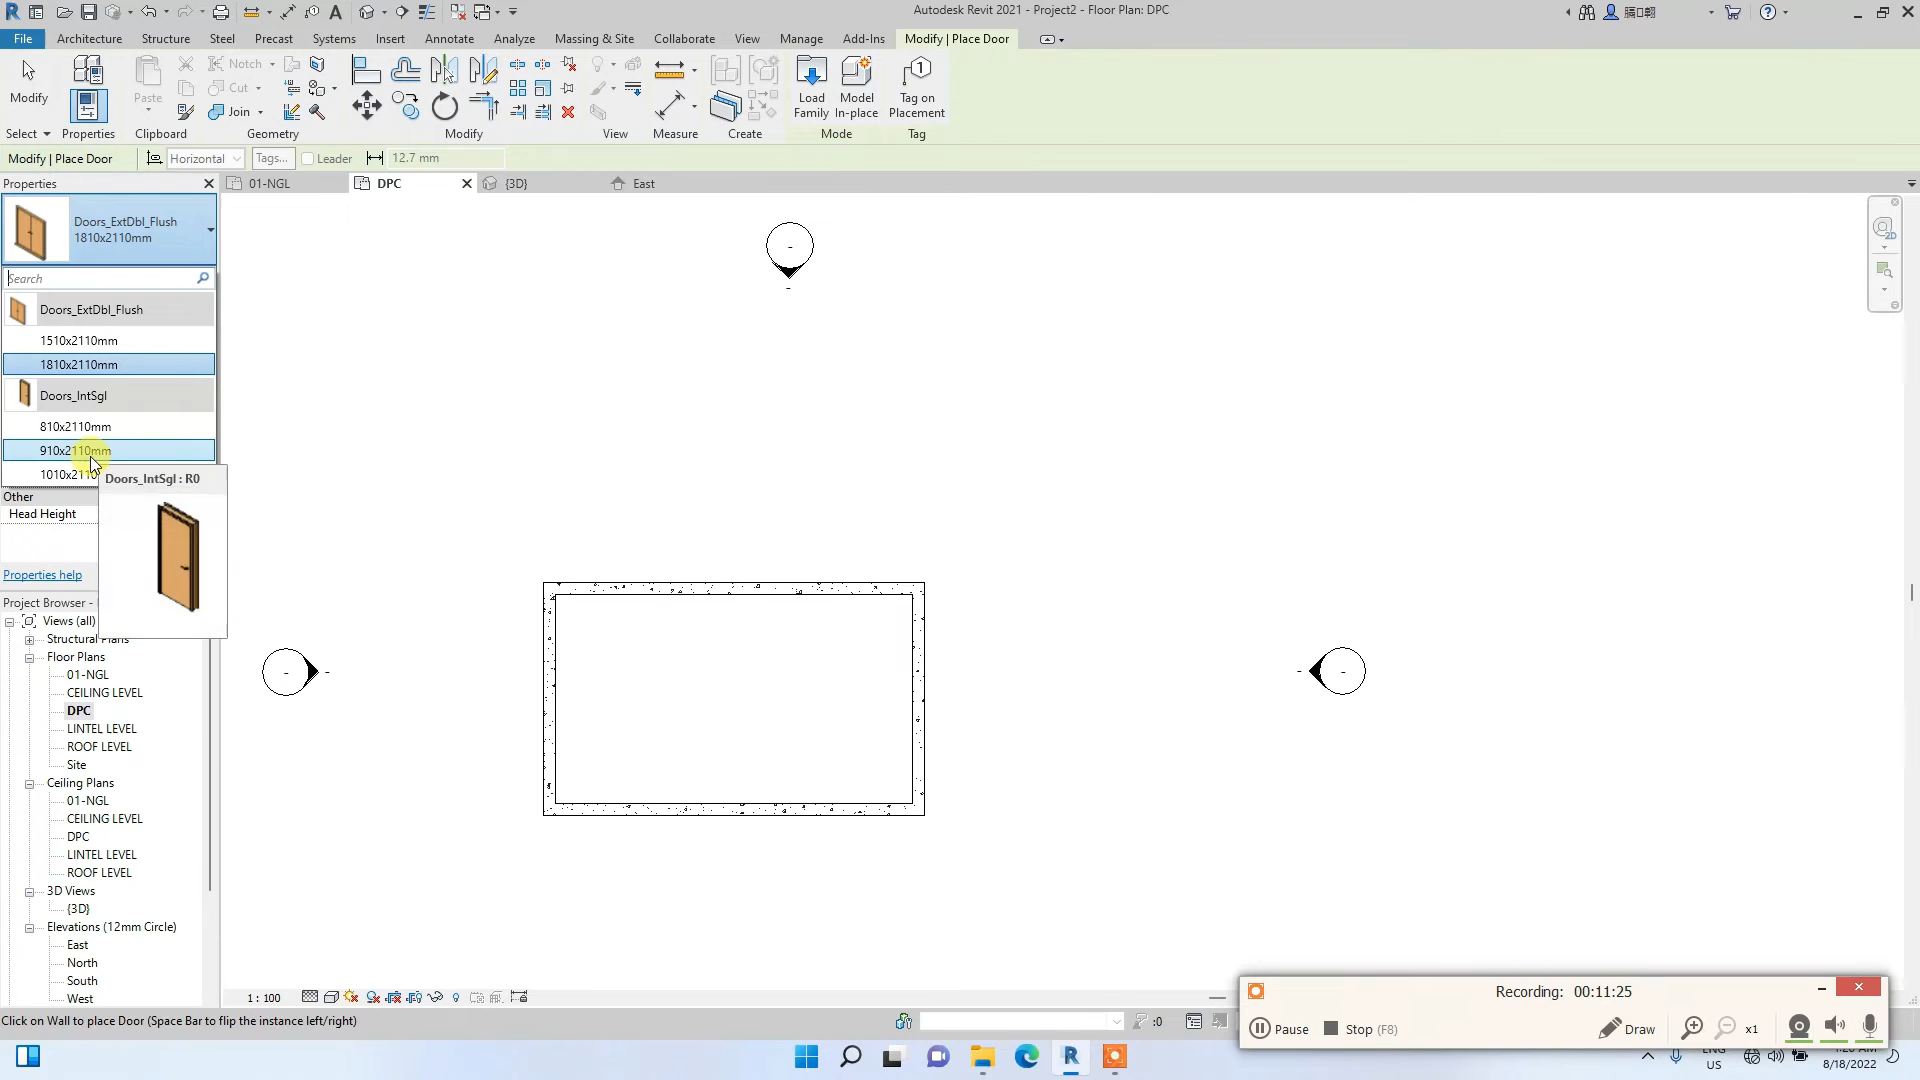 Autodesk Revit 2021 - Project2 - Floor Plan: DPC
File Architecture Structure Steel Precast Systems Insert Annotate Analyze Massing & Site Collaborate View Manage Add-Ins Modify | Place Door
Modify
Paste
Notch
Cut
Join
Load Family
Model In-place
Tag on Placement
Select Properties Clipboard Geometry Modify View Measure Create Mode Tag
Modify | Place Door Horizontal Tags... Leader 12.7 mm
Properties
01-NGL DPC {3D} East
Doors_ExtDbl_Flush
1810x2110mm
Search
Doors_ExtDbl_Flush
1510x2110mm
1810x2110mm
Doors_IntSgl
810x2110mm
910x2110mm
Doors_IntSgl : R0
Other
Head Height
Properties help
Project Browser -
Views (all)
Structural Plans
Floor Plans
01-NGL
CEILING LEVEL
DPC
LINTEL LEVEL
ROOF LEVEL
Site
Ceiling Plans
01-NGL
CEILING LEVEL
DPC
LINTEL LEVEL
ROOF LEVEL
3D Views
{3D}
Elevations (12mm Circle)
East
North
South
West
2D
1 : 100
Click on Wall to place Door (Space Bar to flip the instance left/right)
:0
Recording: 00:11:25
Pause Stop (F8) Draw x1
ENG
US
8/18/2022